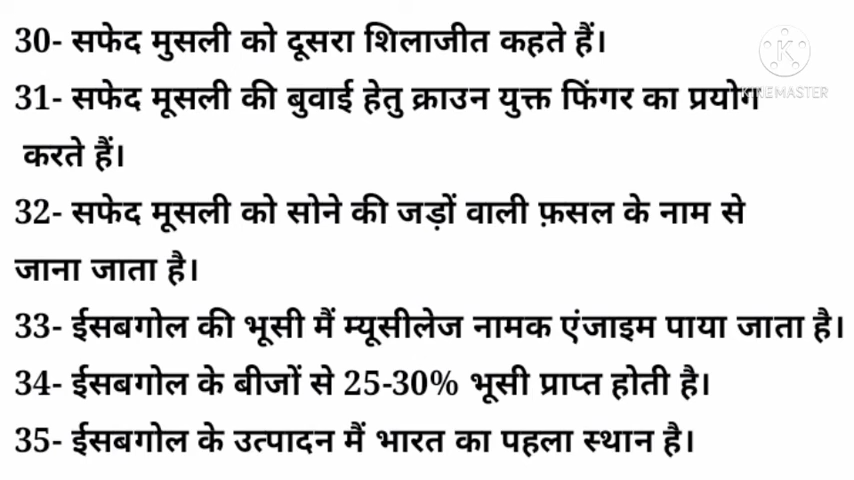 30- सफेद मुसली को दूसरा शिलाजीत कहते हैं।
KINEMASTER
31- सफेद मूसली की बुवाई हेतु क्राउन युक्त फिंगर का प्रयोग
करते हैं।
32- सफेद मूसली को सोने की जड़ों वाली फ़सल के नाम से
जाना जाता है।
33- ईसबगोल की भूसी मैं म्यूसीलेज नामक एंजाइम पाया जाता है।
34- ईसबगोल के बीजों से 25-30% भूसी प्राप्त होती है।
35- ईसबगोल के उत्पादन मैं भारत का पहला स्थान है।